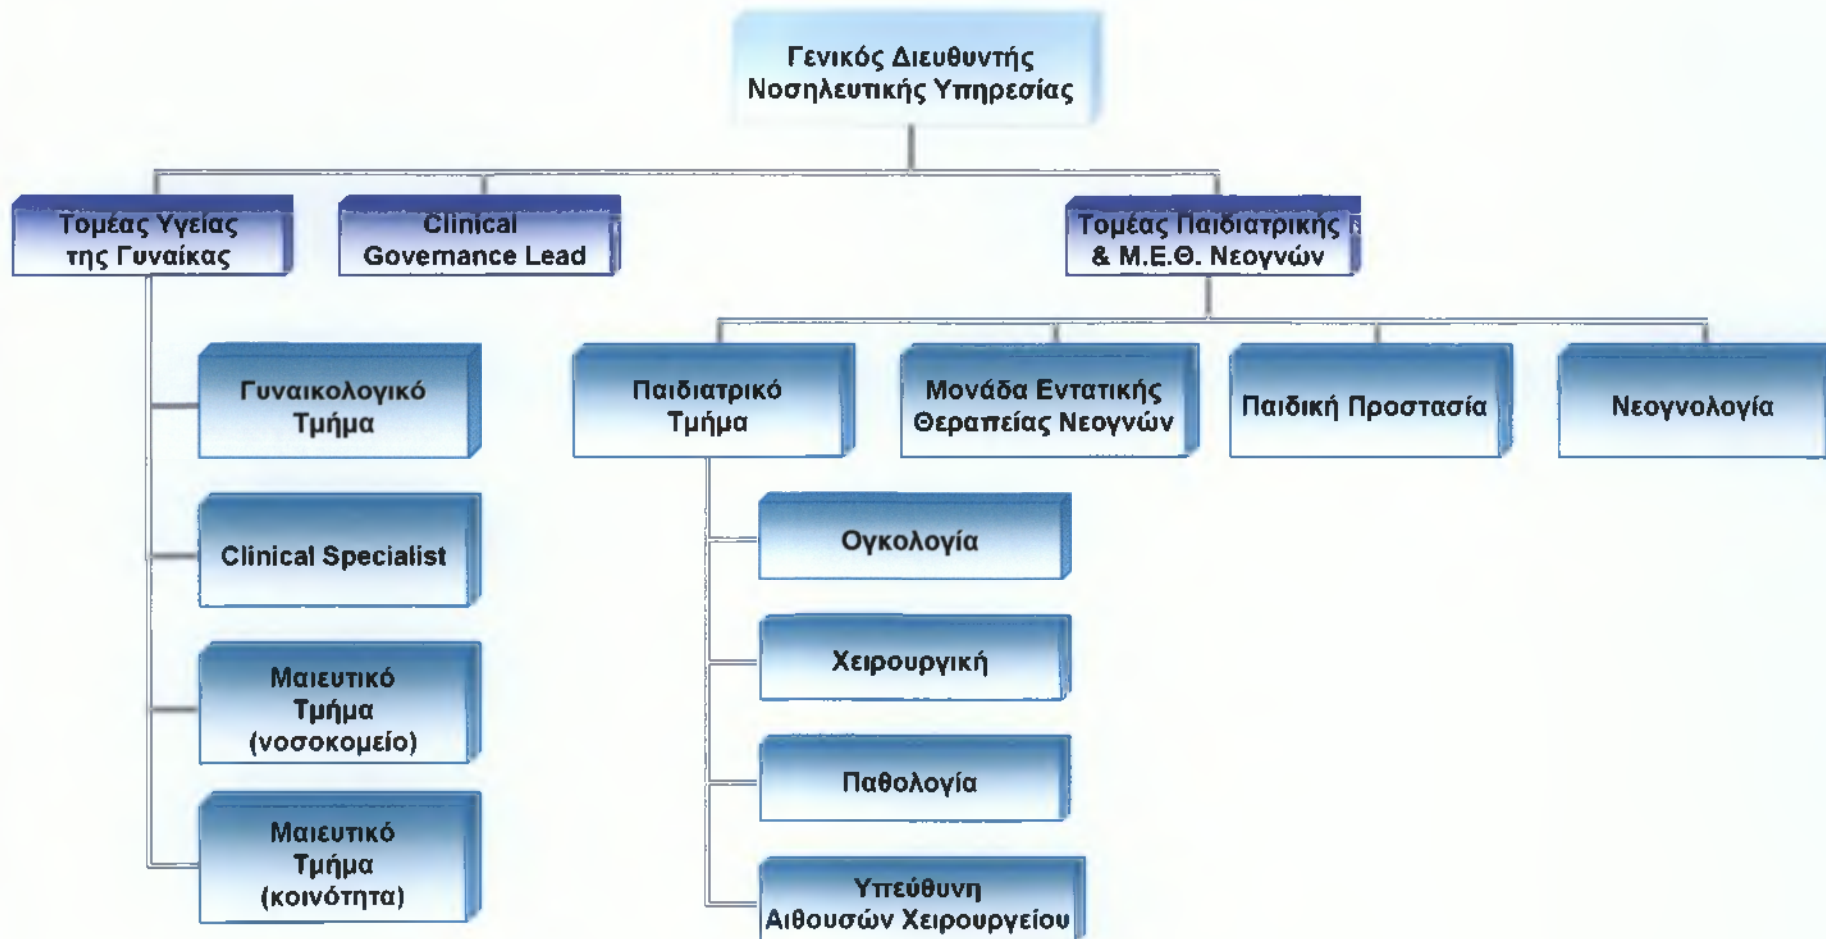 Γενικός Διευθυντής
Νοσηλευτικής Υπηρεσίας
Τομέας Υγείας
της Γυναίκας
Clinical
Governance Lead
Τομέας Παιδιατρικής
& Μ.Ε.Θ. Νεογνών
Γυναικολογικό
Τμήμα
Clinical Specialist
Μαιευτικό
Τμήμα
(νοσοκομείο)
Μαιευτικό
Τμήμα
(κοινότητα)
Παιδιατρικό
Τμήμα
Μονάδα Εντατικής
Θεραπείας Νεογνών
Παιδική Προστασία
Νεογνολογία
Ογκολογία
Χειρουργική
Παθολογία
Υπεύθυνη
Αιθουσών Χειρουργείου